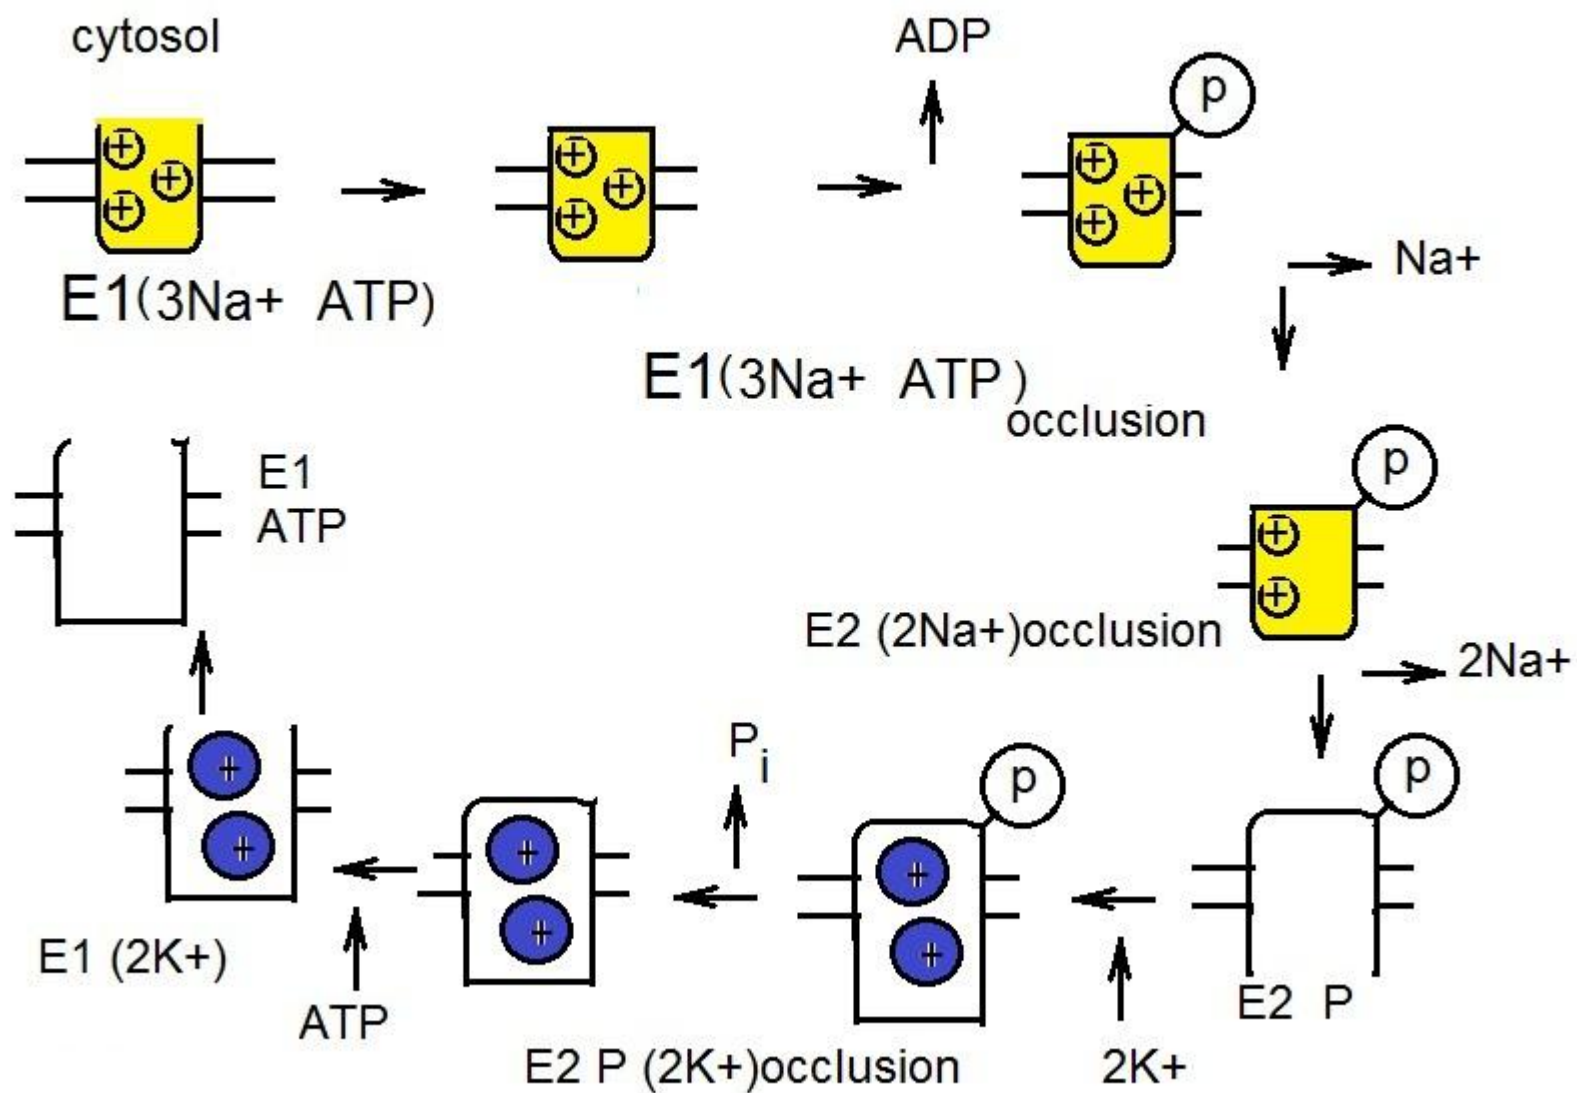 cytosol
ADP
p
+
+
+
+
+
+
+
+
+
E1(3Na+ ATP)
Na+
E1(3Na+ ATP)
occlusion
E1
ATP
p
+
+
E2 (2Na+)occlusion
2Na+
p
p
Pi
+
+
+
+
+
+
E1 (2K+)
ATP
E2 P
E2 P (2K+)occlusion
2K+